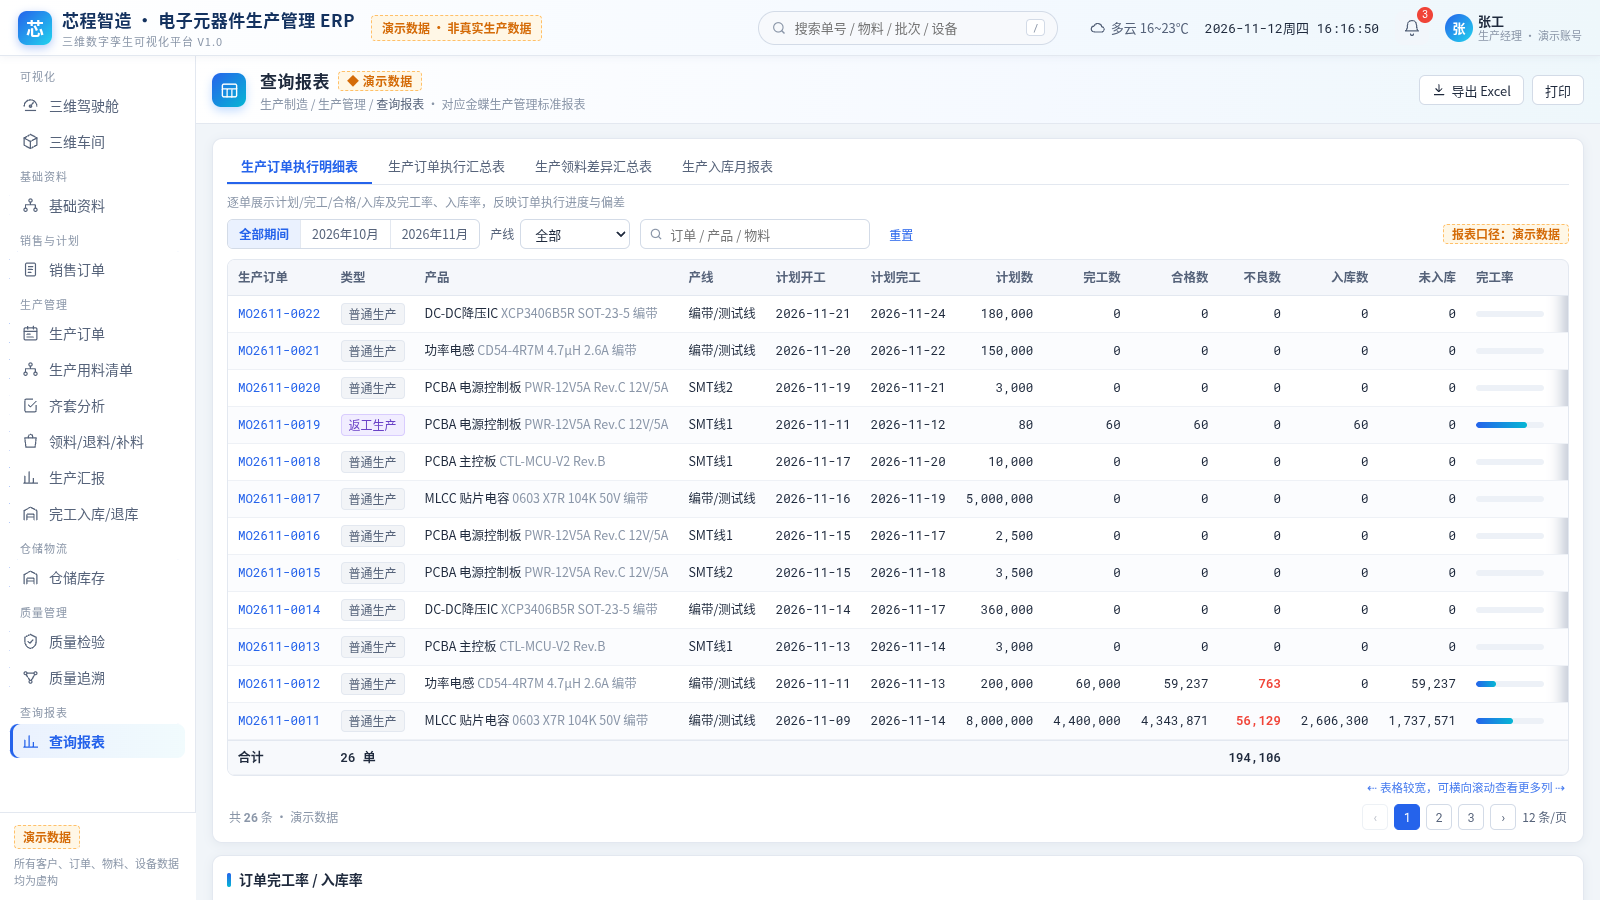 芯
芯程智造 · 电子元器件生产管理 ERP
三维数字孪生可视化平台 V1.0
演示数据 · 非真实生产数据
搜索单号 / 物料 / 批次 / 设备 /
多云 16~23℃
2026-11-12周四 16:16:50
3
张
张工
生产经理 · 演示账号
可视化
三维驾驶舱
三维车间
基础资料
基础资料
销售与计划
销售订单
生产管理
生产订单
生产用料清单
齐套分析
领料/退料/补料
生产汇报
完工入库/退库
仓储物流
仓储库存
质量管理
质量检验
质量追溯
查询报表
查询报表
演示数据
所有客户、订单、物料、设备数据
均为虚构
查询报表
◆ 演示数据
生产制造 / 生产管理 / 查询报表 · 对应金蝶生产管理标准报表
导出 Excel
打印
生产订单执行明细表 生产订单执行汇总表 生产领料差异汇总表 生产入库月报表
逐单展示计划/完工/合格/入库及完工率、入库率，反映订单执行进度与偏差
全部期间 2026年10月 2026年11月 产线 全部 订单 / 产品 / 物料 重置 报表口径：演示数据
生产订单 类型 产品 产线 计划开工 计划完工 计划数 完工数 合格数 不良数 入库数 未入库 完工率
MO2611-0022 普通生产 DC-DC降压IC XCP3406B5R SOT-23-5 编带 编带/测试线 2026-11-21 2026-11-24 180,000 0 0 0 0 0
MO2611-0021 普通生产 功率电感 CD54-4R7M 4.7μH 2.6A 编带 编带/测试线 2026-11-20 2026-11-22 150,000 0 0 0 0 0
MO2611-0020 普通生产 PCBA 电源控制板 PWR-12V5A Rev.C 12V/5A SMT线2 2026-11-19 2026-11-21 3,000 0 0 0 0 0
MO2611-0019 返工生产 PCBA 电源控制板 PWR-12V5A Rev.C 12V/5A SMT线1 2026-11-11 2026-11-12 80 60 60 0 60 0
MO2611-0018 普通生产 PCBA 主控板 CTL-MCU-V2 Rev.B SMT线1 2026-11-17 2026-11-20 10,000 0 0 0 0 0
MO2611-0017 普通生产 MLCC 贴片电容 0603 X7R 104K 50V 编带 编带/测试线 2026-11-16 2026-11-19 5,000,000 0 0 0 0 0
MO2611-0016 普通生产 PCBA 电源控制板 PWR-12V5A Rev.C 12V/5A SMT线1 2026-11-15 2026-11-17 2,500 0 0 0 0 0
MO2611-0015 普通生产 PCBA 电源控制板 PWR-12V5A Rev.C 12V/5A SMT线2 2026-11-15 2026-11-18 3,500 0 0 0 0 0
MO2611-0014 普通生产 DC-DC降压IC XCP3406B5R SOT-23-5 编带 编带/测试线 2026-11-14 2026-11-17 360,000 0 0 0 0 0
MO2611-0013 普通生产 PCBA 主控板 CTL-MCU-V2 Rev.B SMT线1 2026-11-13 2026-11-14 3,000 0 0 0 0 0
MO2611-0012 普通生产 功率电感 CD54-4R7M 4.7μH 2.6A 编带 编带/测试线 2026-11-11 2026-11-13 200,000 60,000 59,237 763 0 59,237
MO2611-0011 普通生产 MLCC 贴片电容 0603 X7R 104K 50V 编带 编带/测试线 2026-11-09 2026-11-14 8,000,000 4,400,000 4,343,871 56,129 2,606,300 1,737,571
合计 26 单 194,106
⇠ 表格较宽，可横向滚动查看更多列 ⇢
共 26 条 · 演示数据
‹ 1 2 3 › 12 条/页
订单完工率 / 入库率